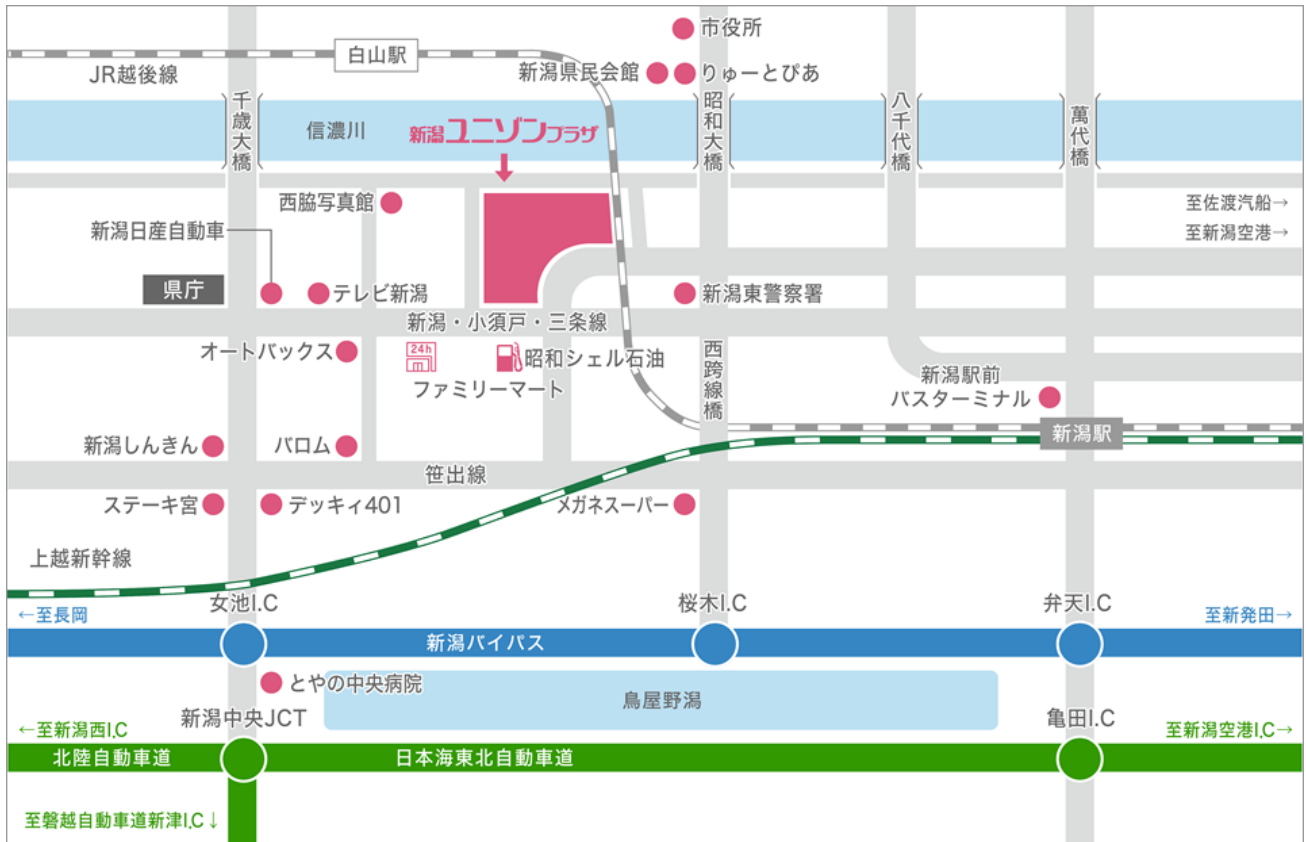 市役所
白山駅
JR越後線
新潟県民会館
りゅーとぴあ
千歳大橋
信濃川
新潟ユニゾンプラザ
昭和大橋
八千代橋
萬代橋
西脇写真館
至佐渡汽船→
新潟日産自動車
至新潟空港→
県庁
テレビ新潟
新潟東警察署
新潟・小須戸・三条線
オートバックス
24h
昭和シェル石油
ファミリーマート
西跨線橋
新潟駅前
バスターミナル
新潟しんきん
バロム
新潟駅
笹出線
ステーキ宮
デッキィ401
メガネスーパー
上越新幹線
女池I.C
桜木I.C
弁天I.C
←至長岡
至新発田→
新潟バイパス
とやの中央病院
鳥屋野潟
新潟中央JCT
亀田I.C
←至新潟西I.C
至新潟空港I.C→
北陸自動車道
日本海東北自動車道
至磐越自動車道新津I.C↓